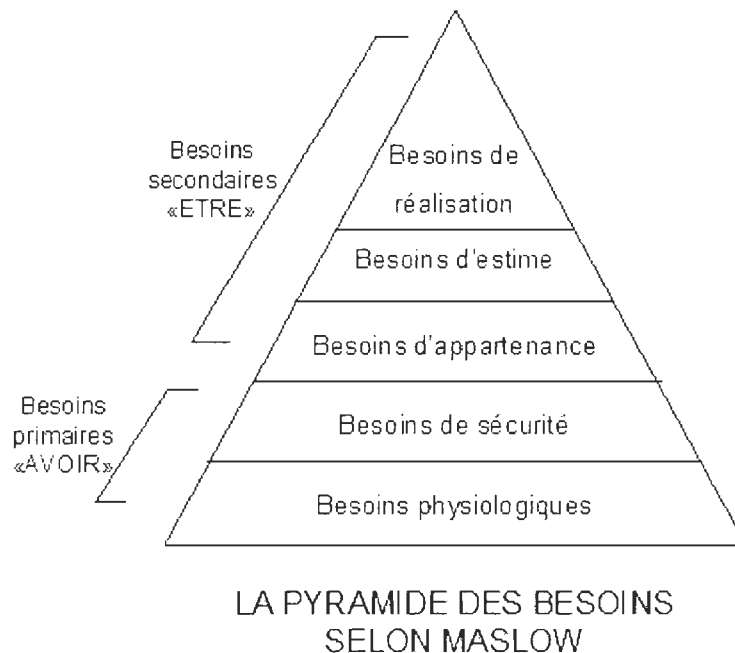 Besoins
secondaires
«ETRE»
Besoins de
réalisation
Besoins d'estime
Besoins d'appartenance
Besoins
primaires
«AVOIR»
Besoins de sécurité
Besoins physiologiques
LA PYRAMIDE DES BESOINS
SELON MASLOW